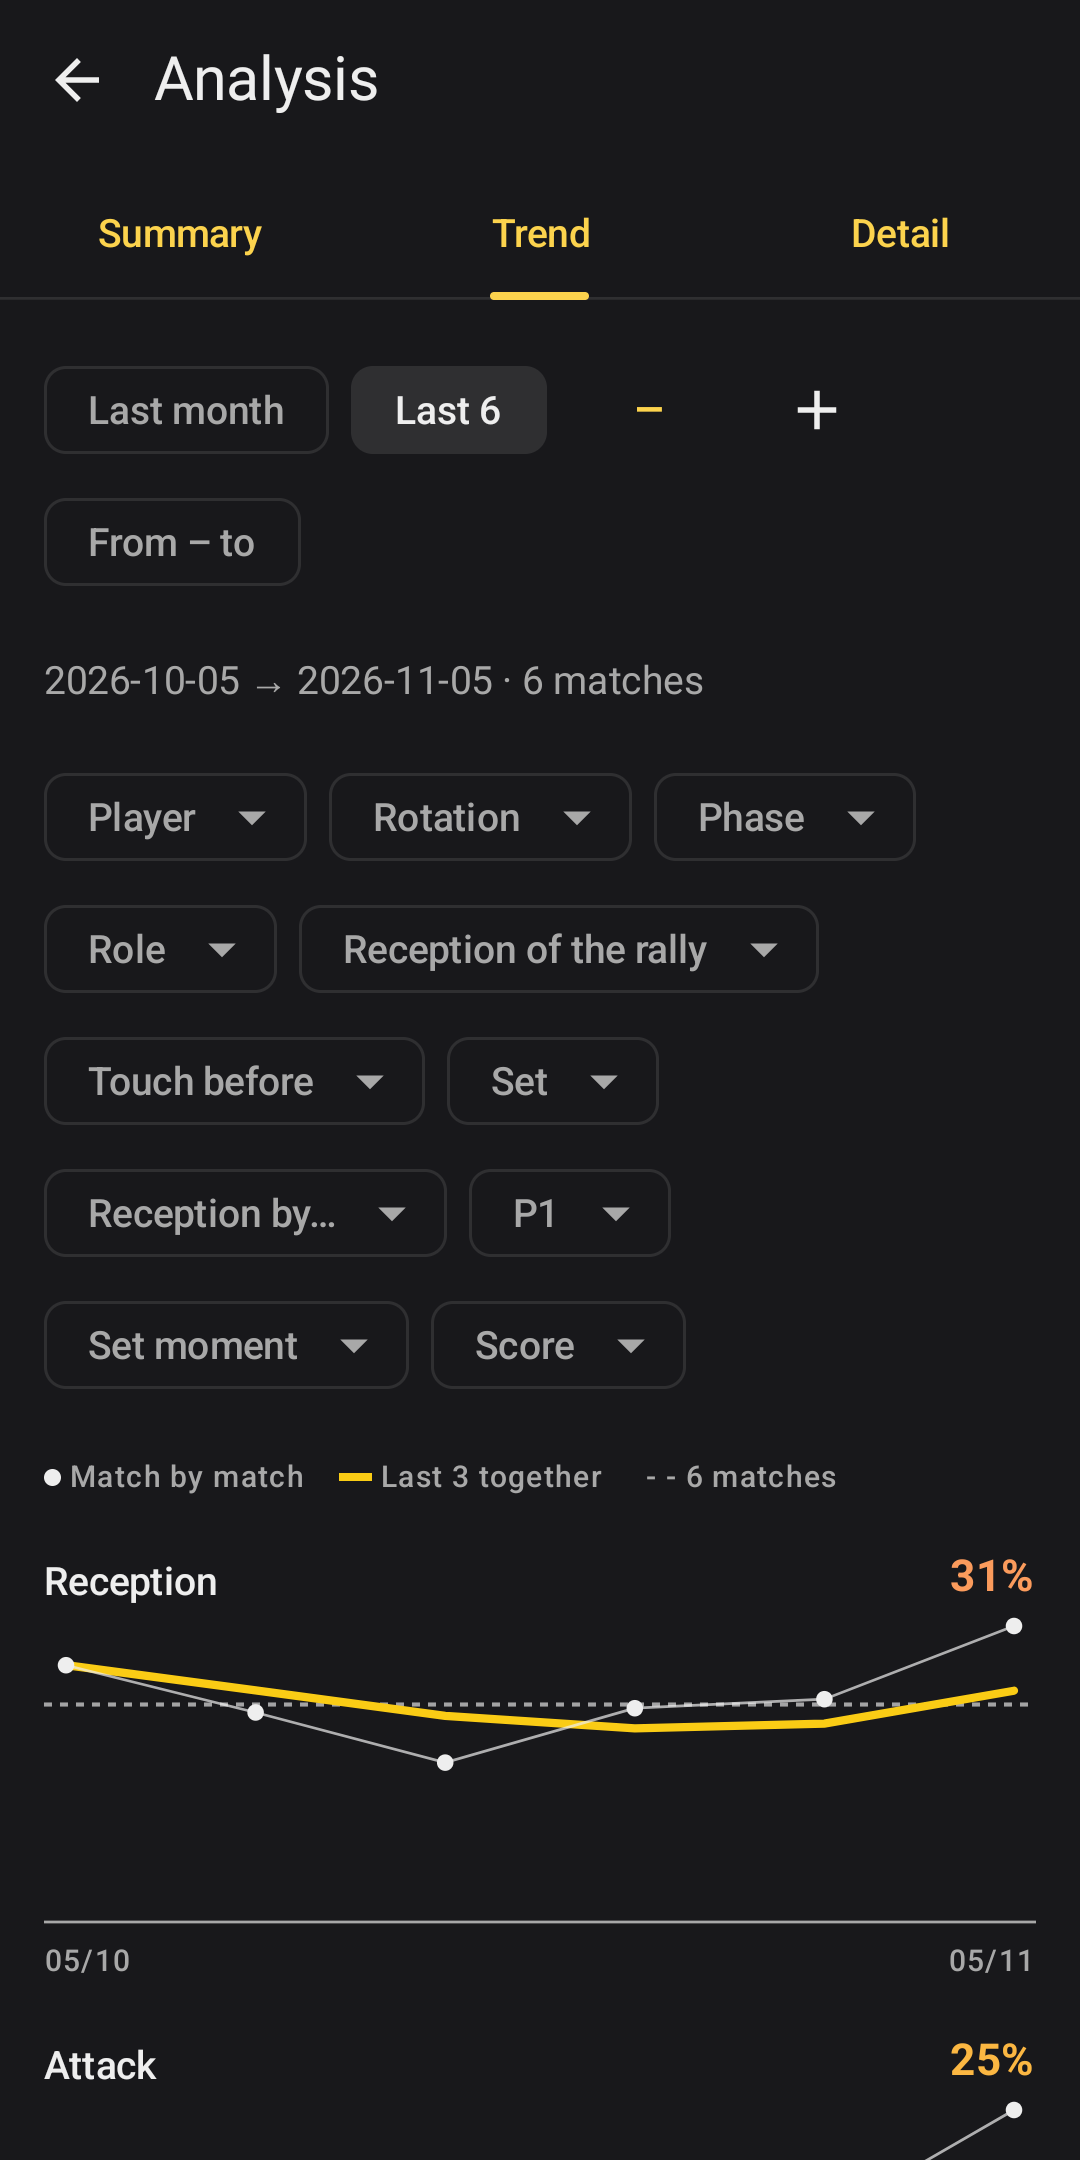 Analysis
Summary Trend Detail
Last month Last 6 − +
From – to
2026-10-05 → 2026-11-05 · 6 matches
Player Rotation Phase
Role Reception of the rally
Touch before Set
Reception by... P1
Set moment Score
Match by match Last 3 together - - 6 matches
Reception 31%
05/10 05/11
Attack 25%